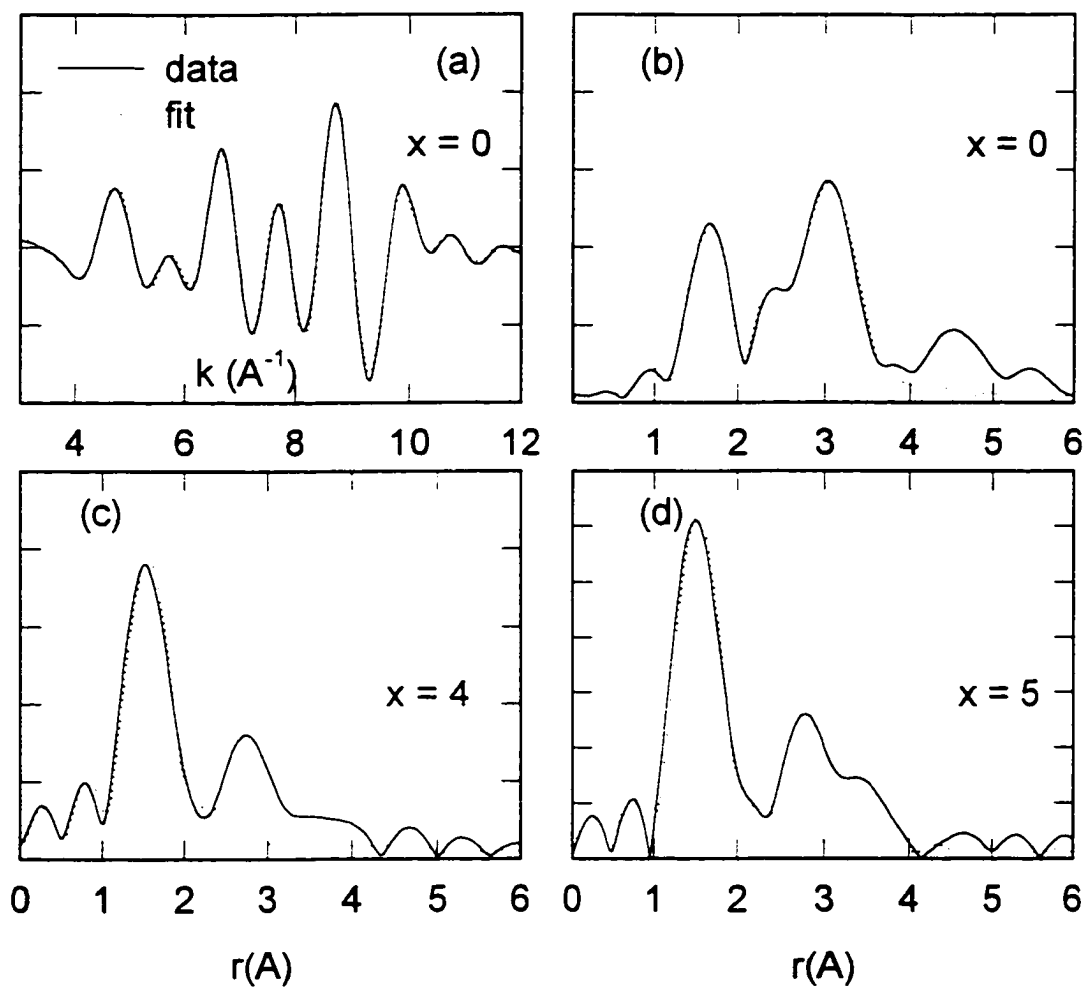 data
fit
(a)
x = 0
k (A⁻¹)
4 6 8 10 12
(b)
x = 0
1 2 3 4 5 6
(c)
x = 4
0 1 2 3 4 5 6
r(A)
(d)
x = 5
0 1 2 3 4 5 6
r(A)